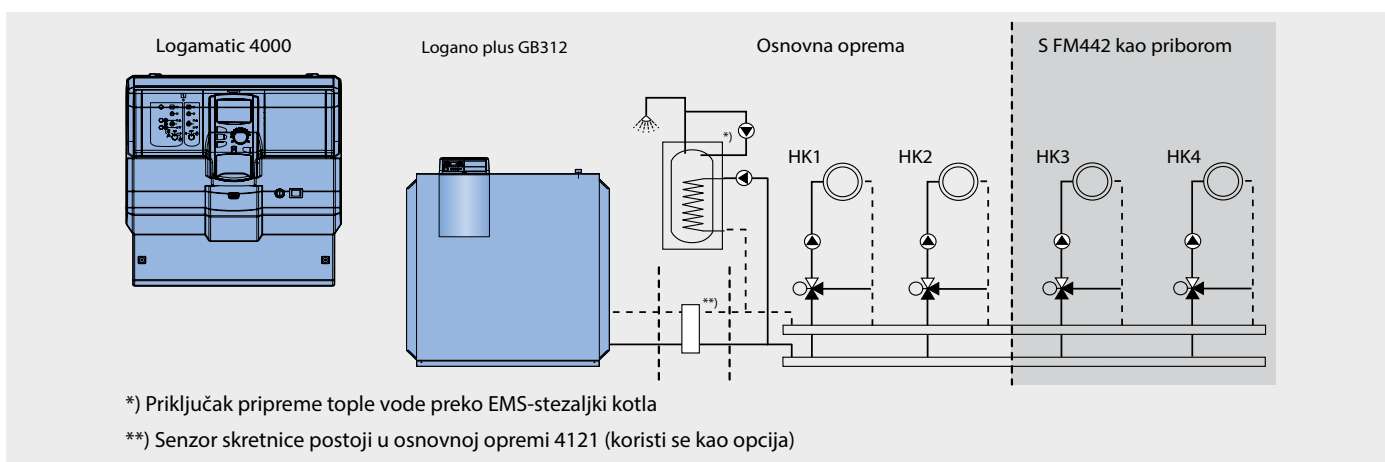 Logamatic 4000
Logano plus GB312
Osnovna oprema
S FM442 kao priborom
*)
HK1
HK2
HK3
HK4
**)
*) Priključak pripreme tople vode preko EMS-stezaljki kotla
**) Senzor skretnice postoji u osnovnoj opremi 4121 (koristi se kao opcija)